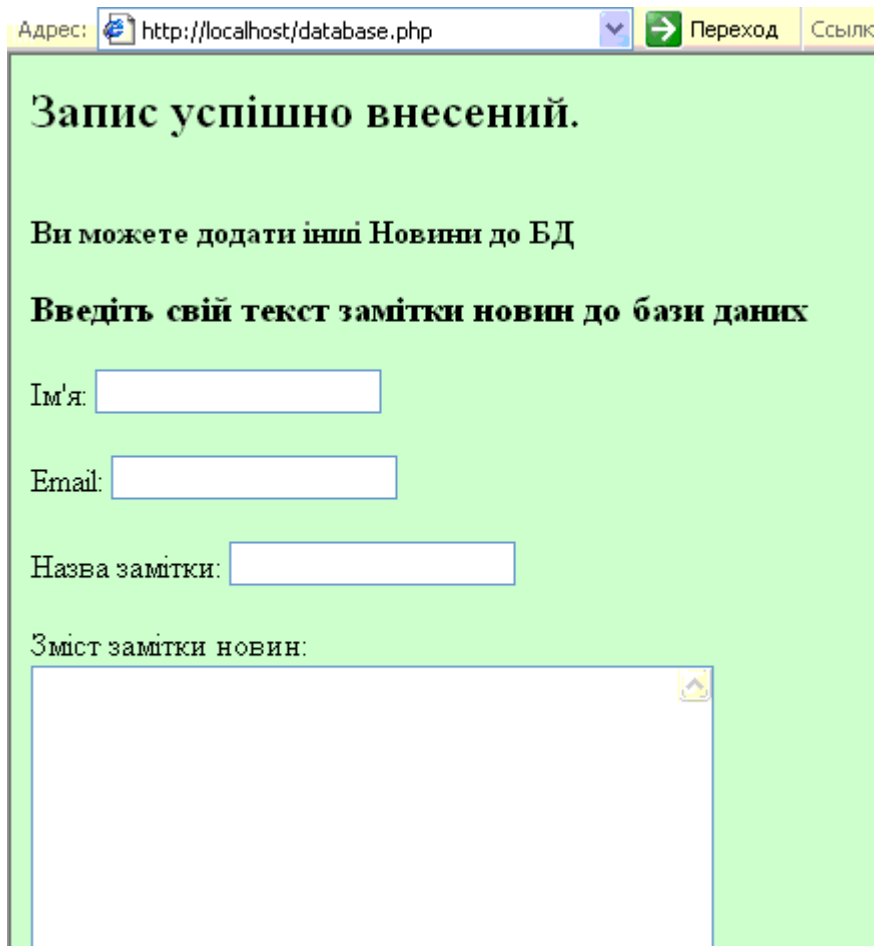 Адрес: http://localhost/database.php Переход Ссылк
Запис успішно внесений.
Ви можете додати інші Новини до БД
Введіть свій текст замітки новин до бази даних
Ім'я:
Email:
Назва замітки:
Зміст замітки новин: